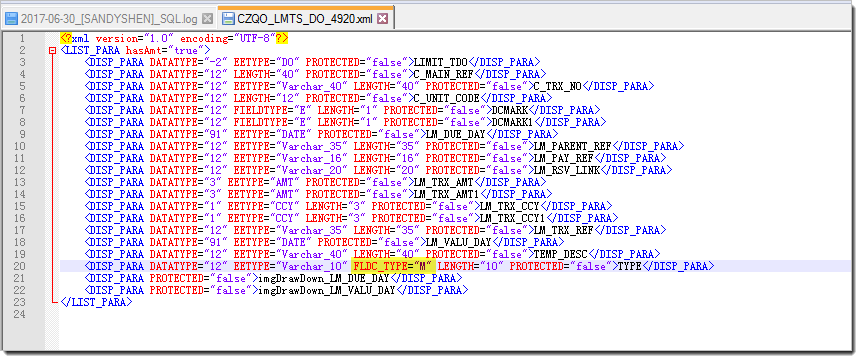 2017-06-30_[SANDYSHEN]_SQL.log CZQO_LMTS_DO_4920.xml
1 <?xml version="1.0" encoding="UTF-8"?>
2 <LIST_PARA hasAmt="true">
3 <DISP_PARA DATATYPE="-2" EETYPE="DO" PROTECTED="false">LIMIT_TDO</DISP_PARA>
4 <DISP_PARA DATATYPE="12" LENGTH="40" PROTECTED="false">C_MAIN_REF</DISP_PARA>
5 <DISP_PARA DATATYPE="12" EETYPE="Varchar_40" LENGTH="40" PROTECTED="false">C_TRX_NO</DISP_PARA>
6 <DISP_PARA DATATYPE="12" LENGTH="12" PROTECTED="false">C_UNIT_CODE</DISP_PARA>
7 <DISP_PARA DATATYPE="12" FIELDTYPE="E" LENGTH="1" PROTECTED="false">DCMARK</DISP_PARA>
8 <DISP_PARA DATATYPE="12" FIELDTYPE="E" LENGTH="1" PROTECTED="false">DCMARK1</DISP_PARA>
9 <DISP_PARA DATATYPE="91" EETYPE="DATE" PROTECTED="false">LM_DUE_DAY</DISP_PARA>
10 <DISP_PARA DATATYPE="12" EETYPE="Varchar_35" LENGTH="35" PROTECTED="false">LM_PARENT_REF</DISP_PARA>
11 <DISP_PARA DATATYPE="12" EETYPE="Varchar_16" LENGTH="16" PROTECTED="false">LM_PAY_REF</DISP_PARA>
12 <DISP_PARA DATATYPE="12" EETYPE="Varchar_20" LENGTH="20" PROTECTED="false">LM_RSV_LINK</DISP_PARA>
13 <DISP_PARA DATATYPE="3" EETYPE="AMT" PROTECTED="false">LM_TRX_AMT</DISP_PARA>
14 <DISP_PARA DATATYPE="3" EETYPE="AMT" PROTECTED="false">LM_TRX_AMT1</DISP_PARA>
15 <DISP_PARA DATATYPE="1" EETYPE="CCY" LENGTH="3" PROTECTED="false">LM_TRX_CCY</DISP_PARA>
16 <DISP_PARA DATATYPE="1" EETYPE="CCY" LENGTH="3" PROTECTED="false">LM_TRX_CCY1</DISP_PARA>
17 <DISP_PARA DATATYPE="12" EETYPE="Varchar_35" LENGTH="35" PROTECTED="false">LM_TRX_REF</DISP_PARA>
18 <DISP_PARA DATATYPE="91" EETYPE="DATE" PROTECTED="false">LM_VALU_DAY</DISP_PARA>
19 <DISP_PARA DATATYPE="12" EETYPE="Varchar_40" LENGTH="40" PROTECTED="false">TEMP_DESC</DISP_PARA>
20 <DISP_PARA DATATYPE="12" EETYPE="Varchar_10" FLDC_TYPE="M" LENGTH="10" PROTECTED="false">TYPE</DISP_PARA>
21 <DISP_PARA PROTECTED="false">imgDrawDown_LM_DUE_DAY</DISP_PARA>
22 <DISP_PARA PROTECTED="false">imgDrawDown_LM_VALU_DAY</DISP_PARA>
23 </LIST_PARA>
24